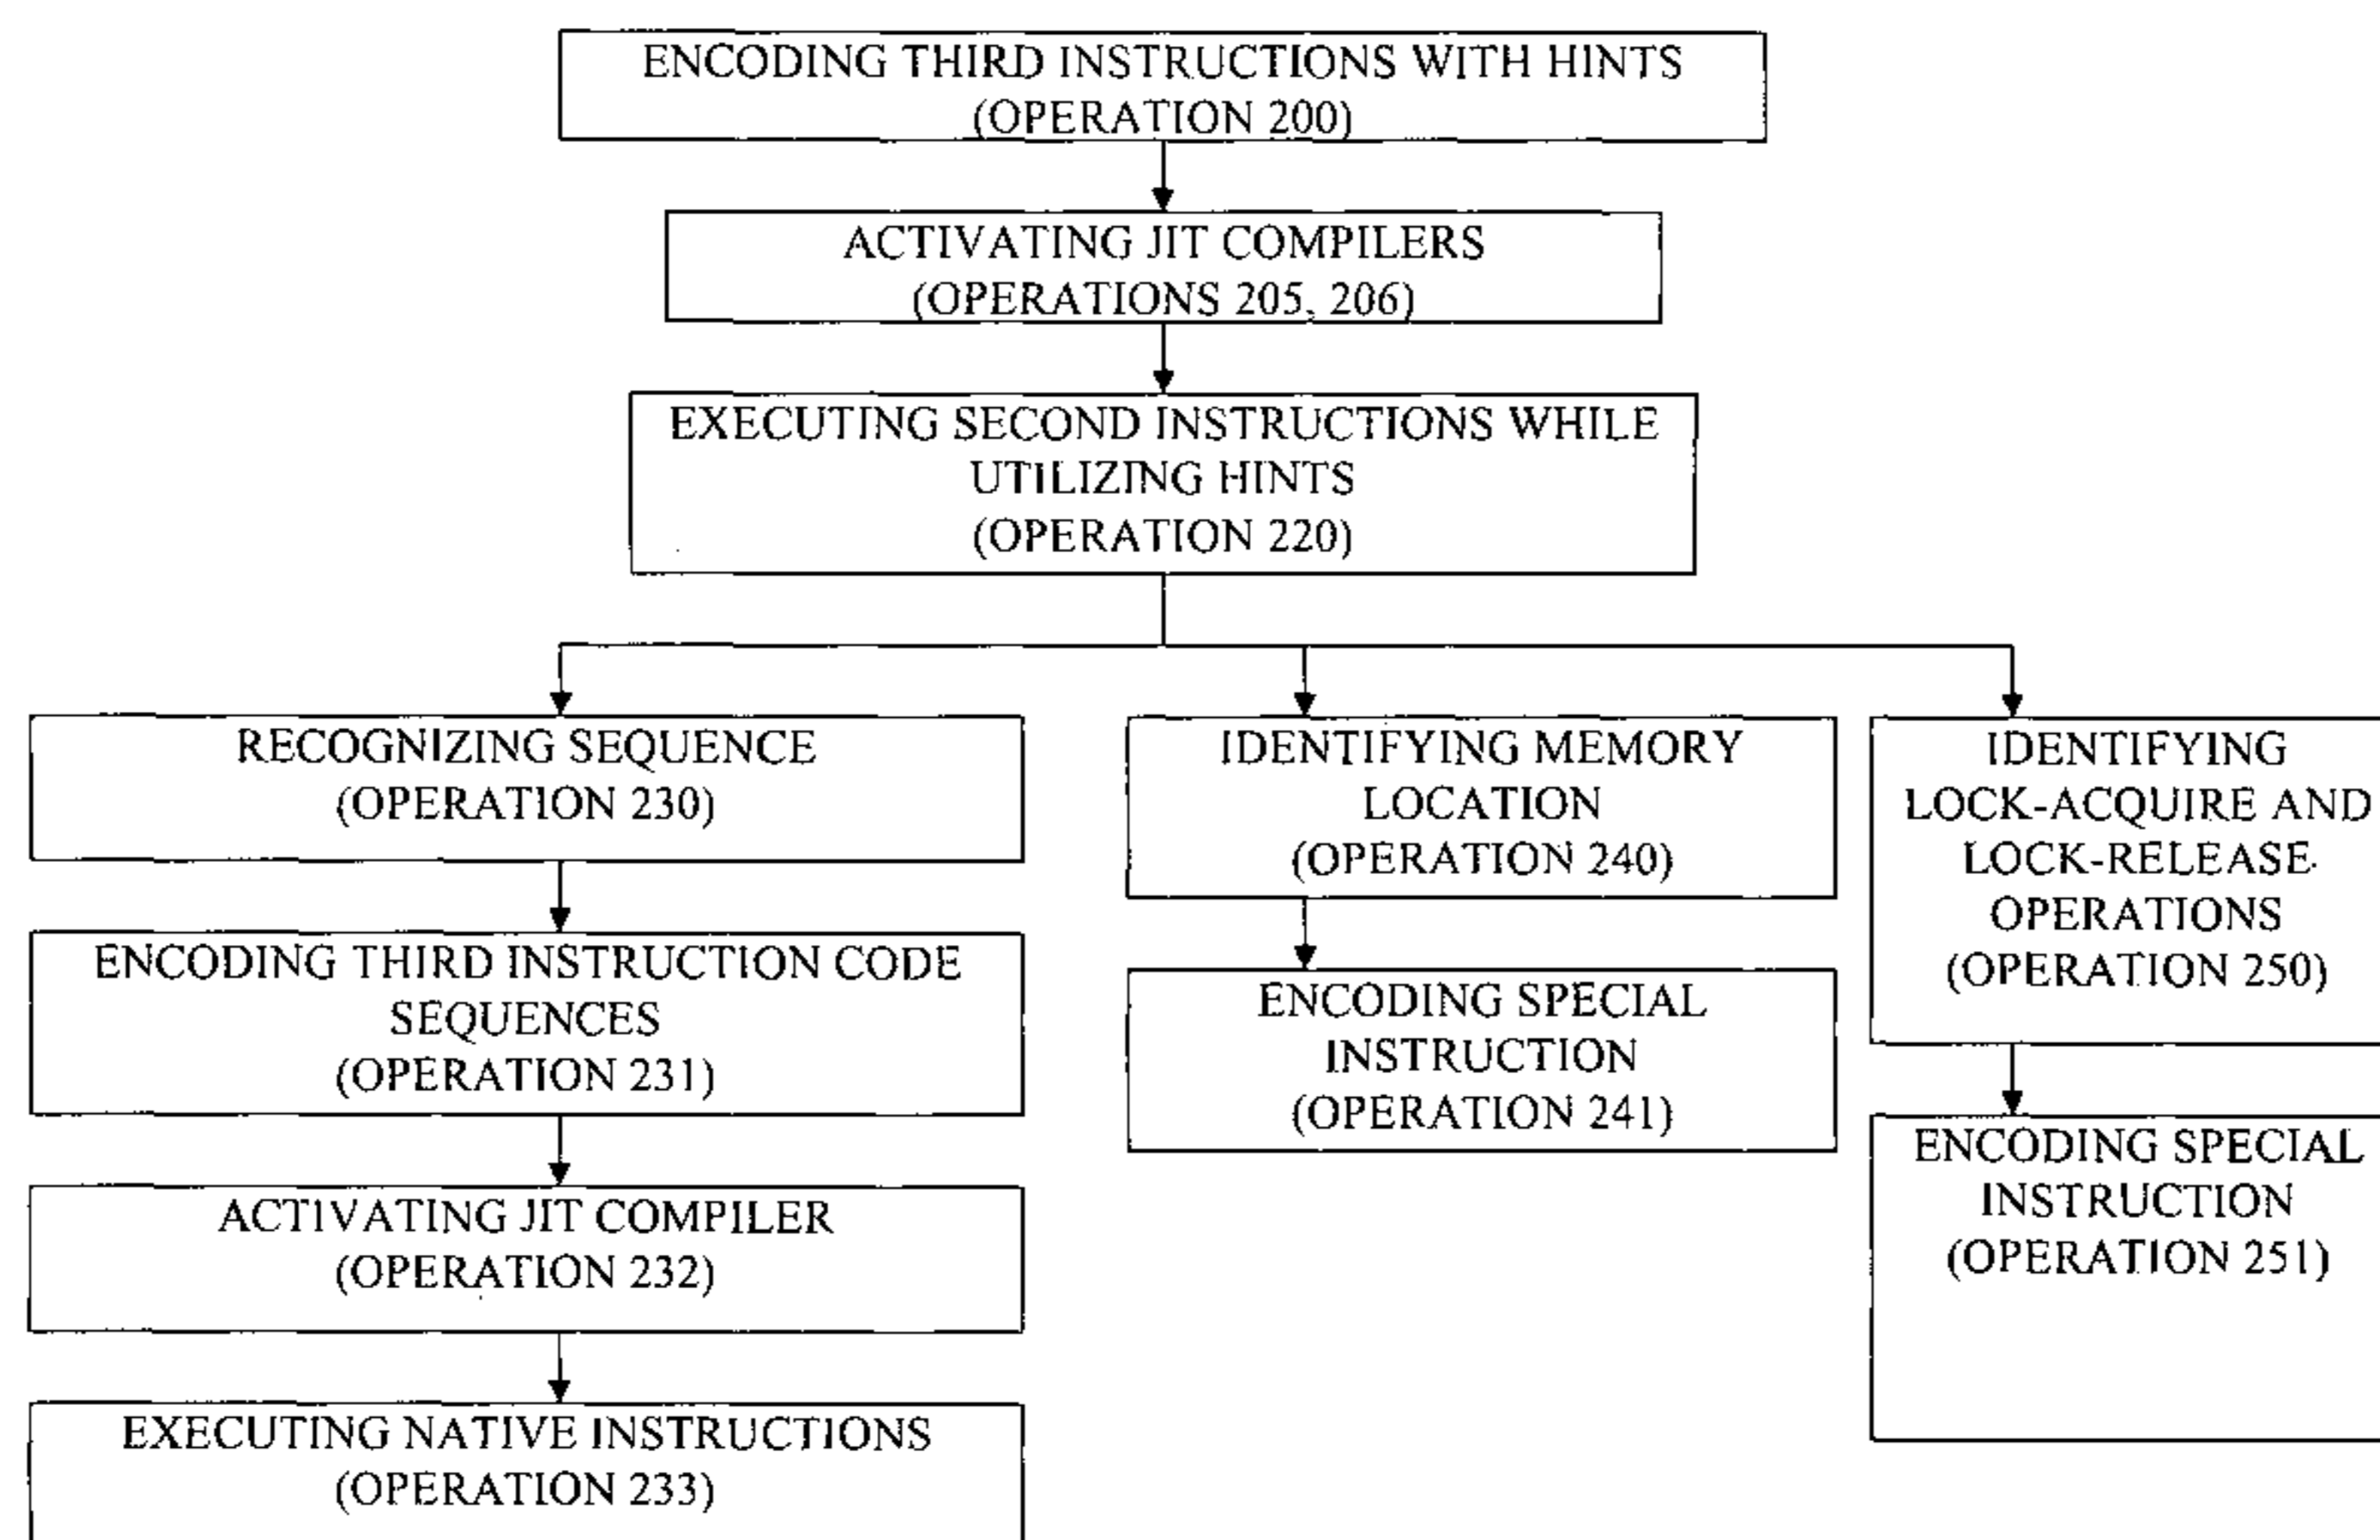 ENCODING THIRD INSTRUCTIONS WITH HINTS
(OPERATION 200)
ACTIVATING JIT COMPILERS
(OPERATIONS 205, 206)
EXECUTING SECOND INSTRUCTIONS WHILE
UTILIZING HINTS
(OPERATION 220)
RECOGNIZING SEQUENCE
(OPERATION 230)
ENCODING THIRD INSTRUCTION CODE
SEQUENCES
(OPERATION 231)
ACTIVATING JIT COMPILER
(OPERATION 232)
EXECUTING NATIVE INSTRUCTIONS
(OPERATION 233)
IDENTIFYING MEMORY
LOCATION
(OPERATION 240)
ENCODING SPECIAL
INSTRUCTION
(OPERATION 241)
IDENTIFYING
LOCK-ACQUIRE AND
LOCK-RELEASE
OPERATIONS
(OPERATION 250)
ENCODING SPECIAL
INSTRUCTION
(OPERATION 251)